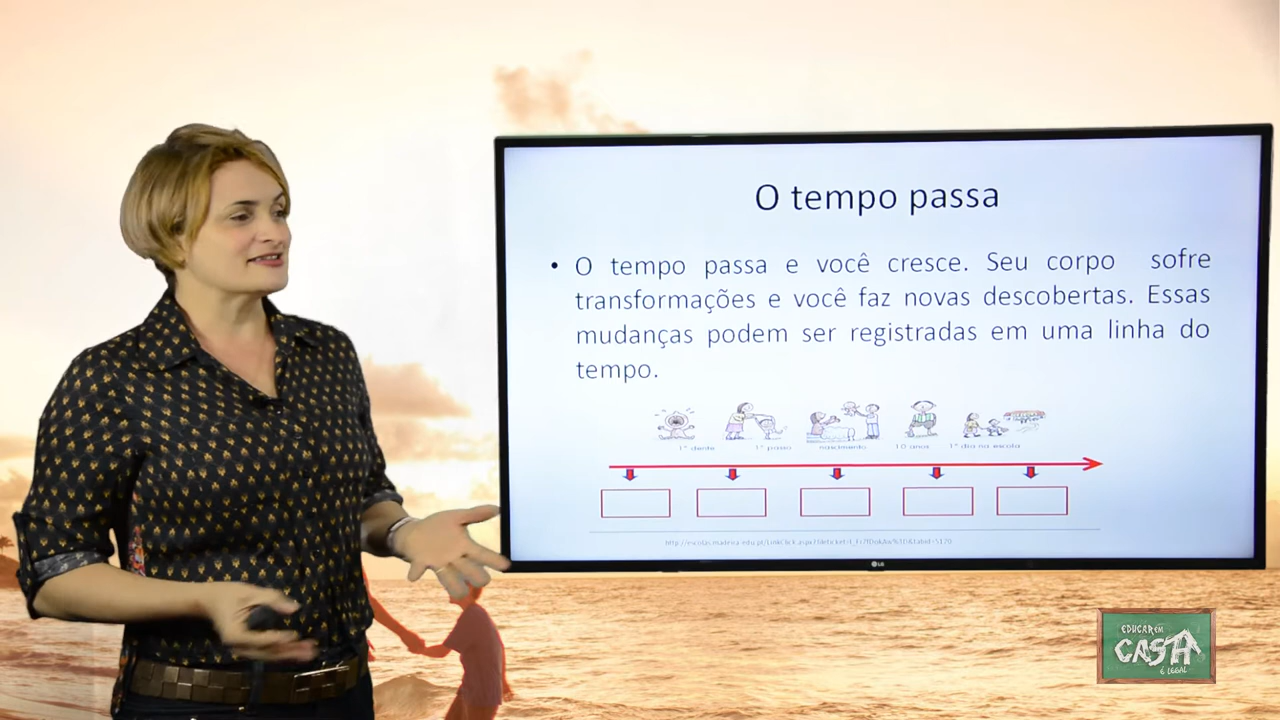 O tempo passa
• O tempo passa e você cresce. Seu corpo sofre
transformações e você faz novas descobertas. Essas
mudanças podem ser registradas em uma linha do
tempo.
1º dente 1º passo nascimento 10 anos 1º dia na escola
LG
EDUCAR EM
CASA
É LEGAL